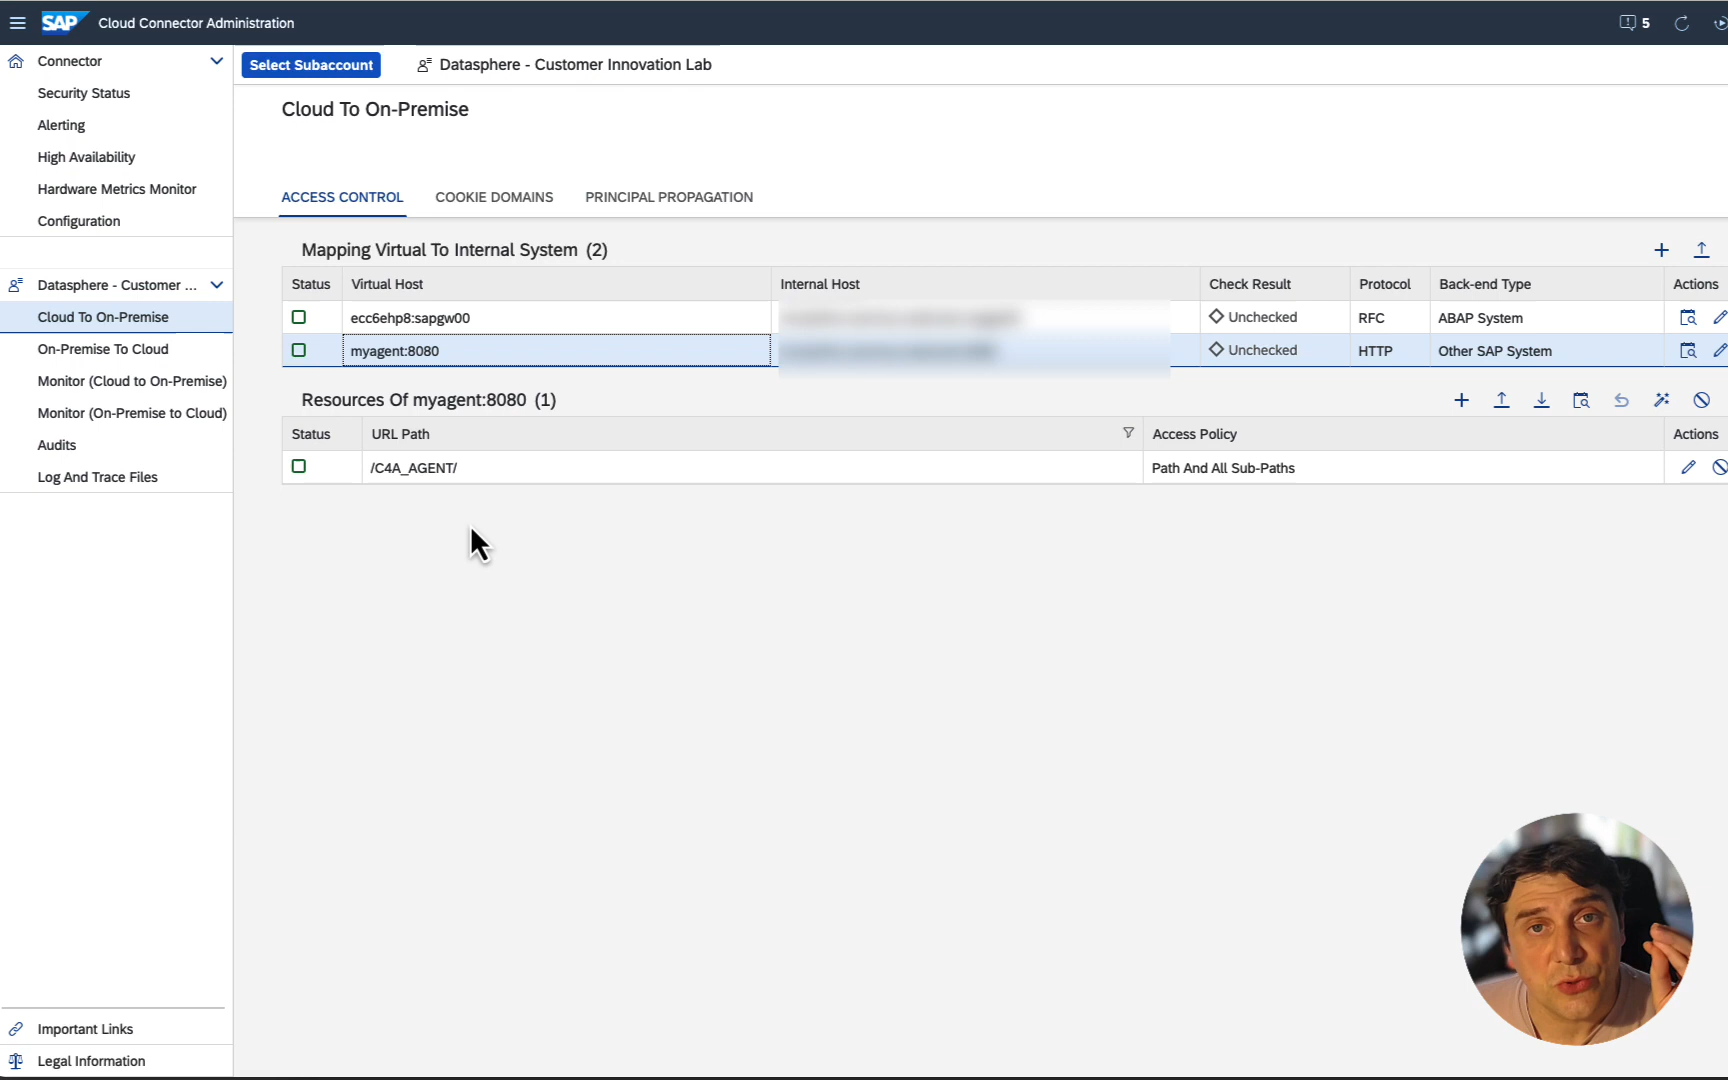 SAP Cloud Connector Administration 5
Connector
Security Status
Alerting
High Availability
Hardware Metrics Monitor
Configuration
Datasphere - Customer ...
Cloud To On-Premise
On-Premise To Cloud
Monitor (Cloud to On-Premise)
Monitor (On-Premise to Cloud)
Audits
Log And Trace Files
Important Links
Legal Information
Select Subaccount Datasphere - Customer Innovation Lab
Cloud To On-Premise
ACCESS CONTROL COOKIE DOMAINS PRINCIPAL PROPAGATION
Mapping Virtual To Internal System (2)
Status Virtual Host Internal Host Check Result Protocol Back-end Type Actions
ecc6ehp8:sapgw00 Unchecked RFC ABAP System
myagent:8080 Unchecked HTTP Other SAP System
Resources Of myagent:8080 (1)
Status URL Path Access Policy Actions
/C4A_AGENT/ Path And All Sub-Paths